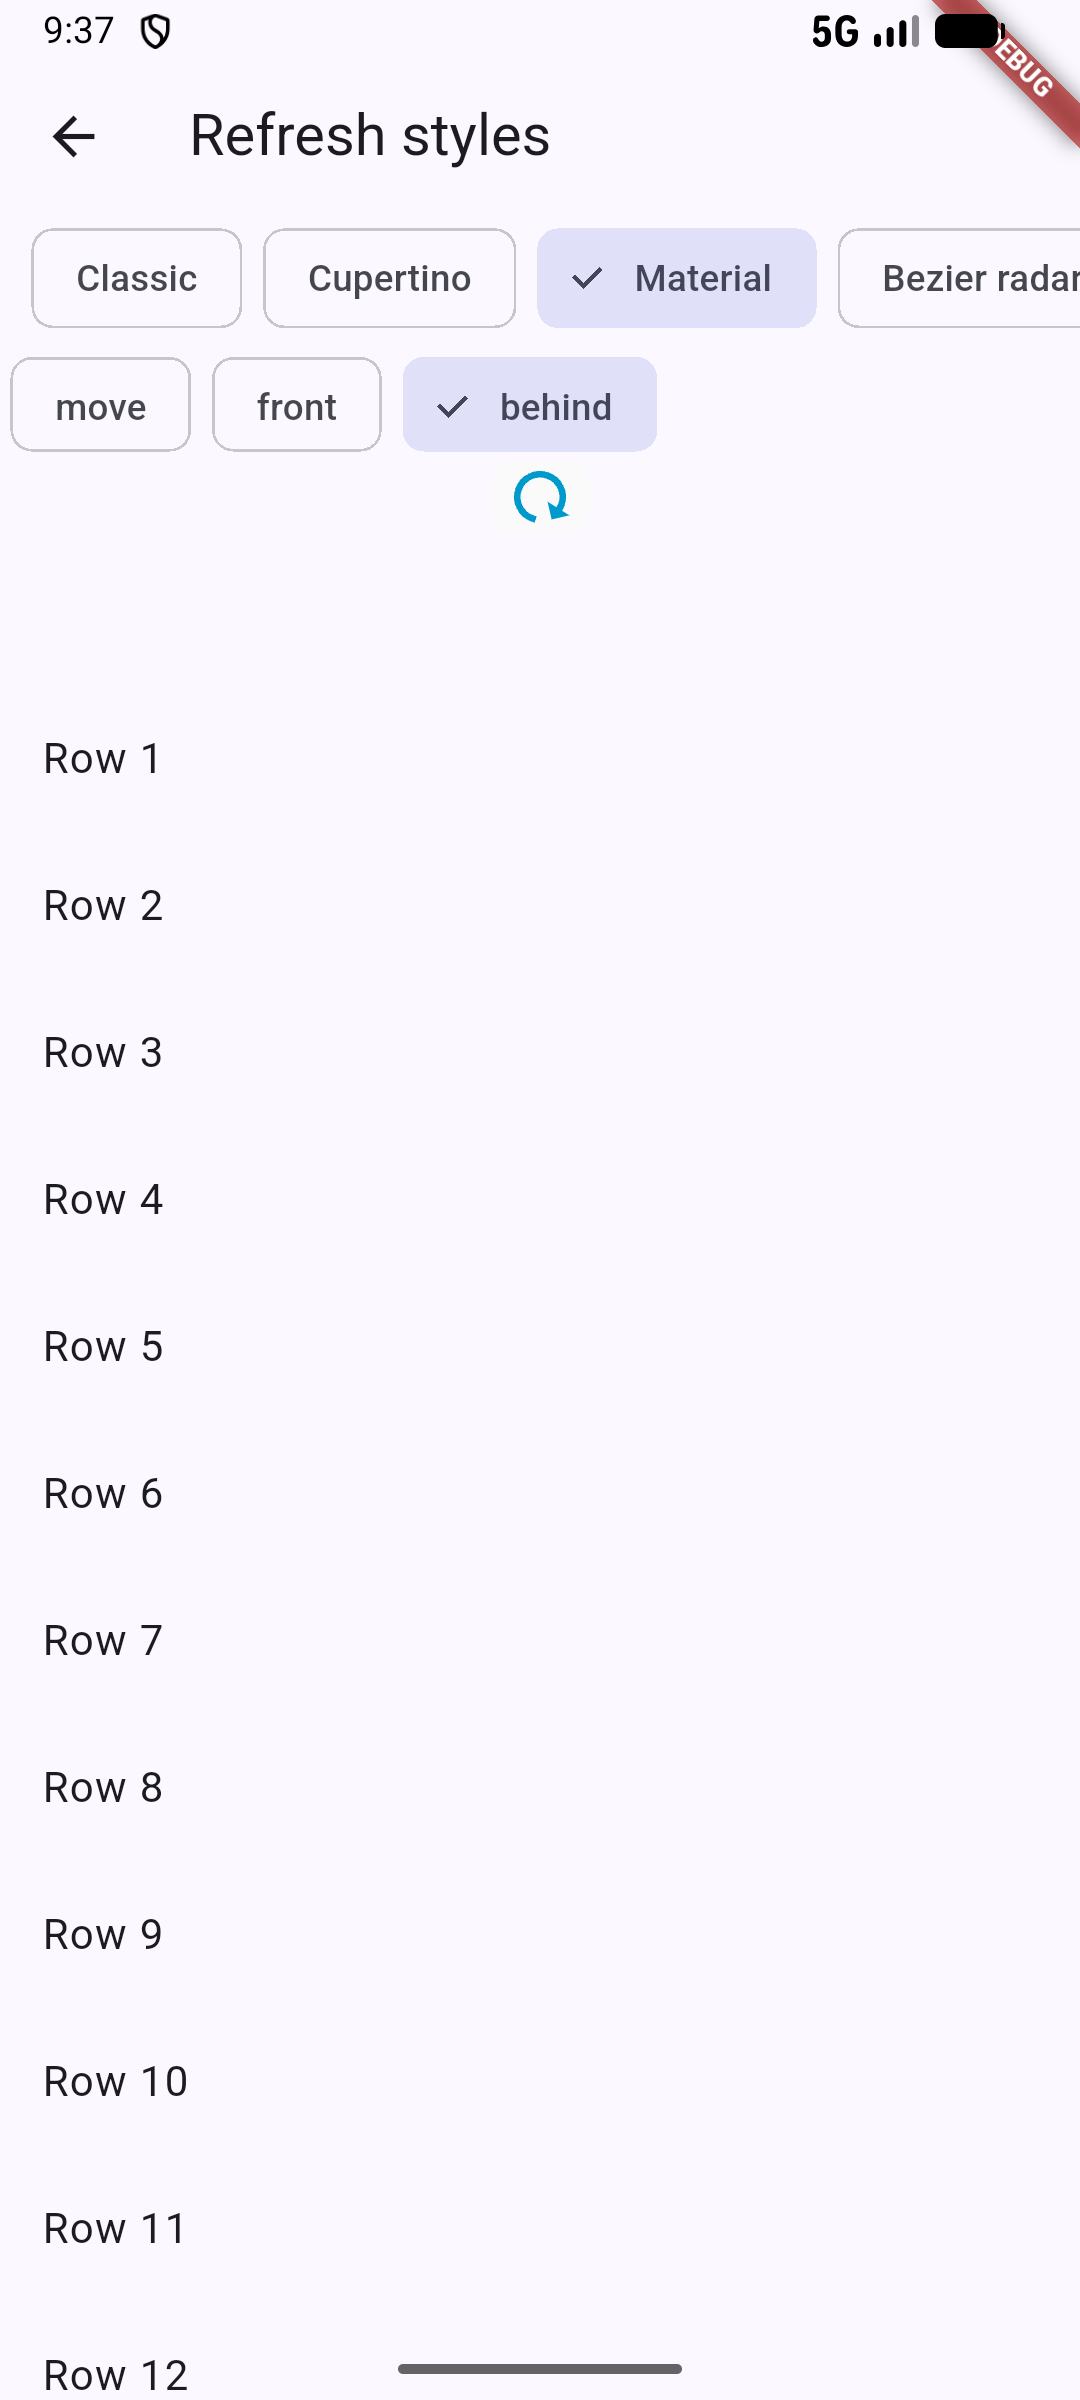 9:37
5G
EBUG
Refresh styles
Classic
Cupertino
Material
Bezier radar
move
front
behind
Row 1
Row 2
Row 3
Row 4
Row 5
Row 6
Row 7
Row 8
Row 9
Row 10
Row 11
Row 12